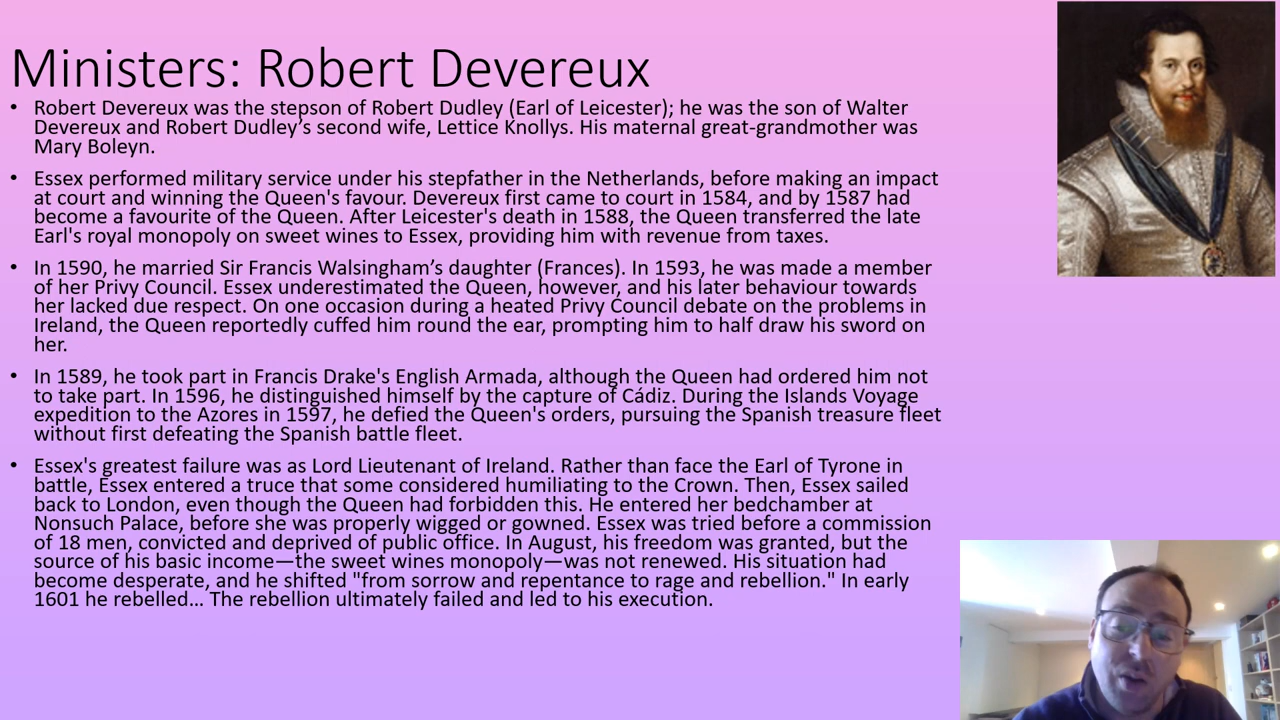 Ministers: Robert Devereux
• Robert Devereux was the stepson of Robert Dudley (Earl of Leicester); he was the son of Walter
Devereux and Robert Dudley’s second wife, Lettice Knollys. His maternal great-grandmother was
Mary Boleyn.
• Essex performed military service under his stepfather in the Netherlands, before making an impact
at court and winning the Queen's favour. Devereux first came to court in 1584, and by 1587 had
become a favourite of the Queen. After Leicester's death in 1588, the Queen transferred the late
Earl's royal monopoly on sweet wines to Essex, providing him with revenue from taxes.
• In 1590, he married Sir Francis Walsingham’s daughter (Frances). In 1593, he was made a member
of her Privy Council. Essex underestimated the Queen, however, and his later behaviour towards
her lacked due respect. On one occasion during a heated Privy Council debate on the problems in
Ireland, the Queen reportedly cuffed him round the ear, prompting him to half draw his sword on
her.
• In 1589, he took part in Francis Drake's English Armada, although the Queen had ordered him not
to take part. In 1596, he distinguished himself by the capture of Cádiz. During the Islands Voyage
expedition to the Azores in 1597, he defied the Queen's orders, pursuing the Spanish treasure fleet
without first defeating the Spanish battle fleet.
• Essex's greatest failure was as Lord Lieutenant of Ireland. Rather than face the Earl of Tyrone in
battle, Essex entered a truce that some considered humiliating to the Crown. Then, Essex sailed
back to London, even though the Queen had forbidden this. He entered her bedchamber at
Nonsuch Palace, before she was properly wigged or gowned. Essex was tried before a commission
of 18 men, convicted and deprived of public office. In August, his freedom was granted, but the
source of his basic income—the sweet wines monopoly—was not renewed. His situation had
become desperate, and he shifted "from sorrow and repentance to rage and rebellion." In early
1601 he rebelled… The rebellion ultimately failed and led to his execution.